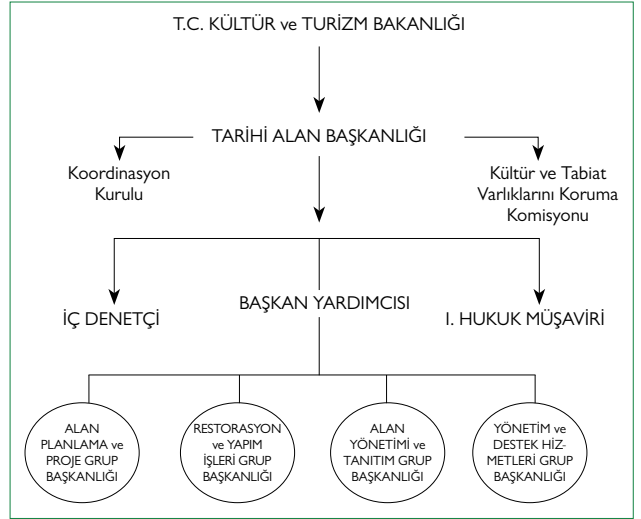 T.C. KÜLTÜR ve TURİZM BAKANLIĞI
TARİHİ ALAN BAŞKANLIĞI
Koordinasyon
Kurulu
Kültür ve Tabiat
Varlıklarını Koruma
Komisyonu
İÇ DENETÇİ
BAŞKAN YARDIMCISI
I. HUKUK MÜŞAVİRİ
ALAN
PLANLAMA ve
PROJE GRUP
BAŞKANLIĞI
RESTORASYON
ve YAPIM
İŞLERİ GRUP
BAŞKANLIĞI
ALAN
YÖNETİMİ ve
TANITIM GRUP
BAŞKANLIĞI
YÖNETİM ve
DESTEK HİZ-
METLERİ GRUP
BAŞKANLIĞI